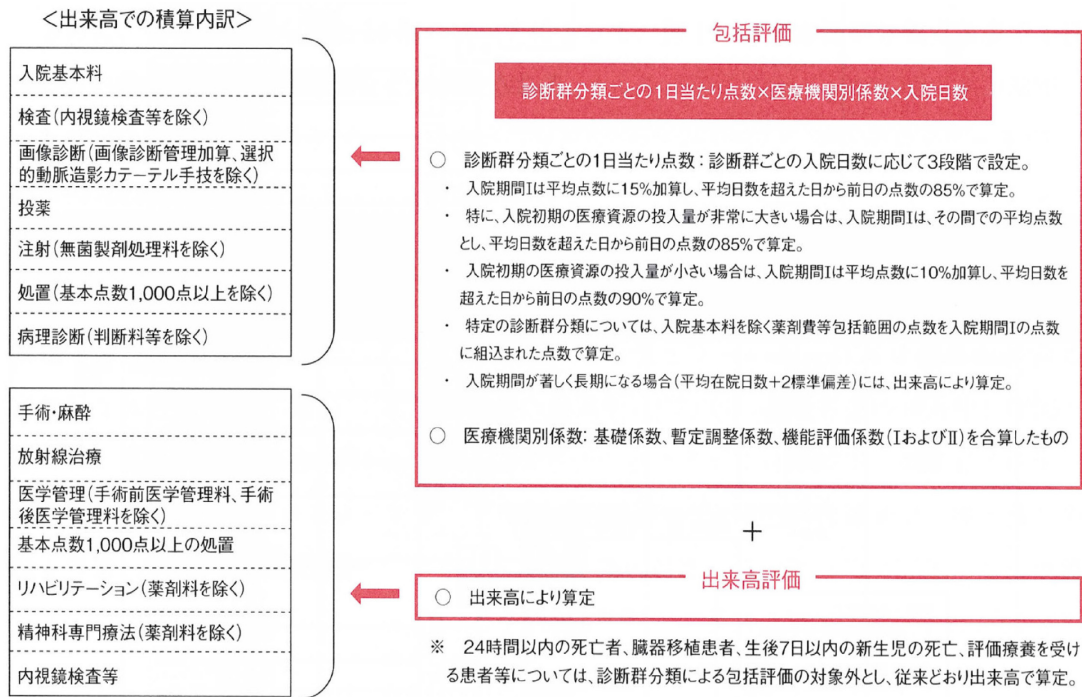 ＜出来高での積算内訳＞
入院基本料
検査(内視鏡検査等を除く)
画像診断(画像診断管理加算、選択
的動脈造影カテーテル手技を除く)
投薬
注射(無菌製剤処理料を除く)
処置(基本点数1,000点以上を除く)
病理診断(判断料等を除く)
手術・麻酔
放射線治療
医学管理(手術前医学管理料、手術
後医学管理料を除く)
基本点数1,000点以上の処置
リハビリテーション(薬剤料を除く)
精神科専門療法(薬剤料を除く)
内視鏡検査等
包括評価
診断群分類ごとの1日当たり点数×医療機関別係数×入院日数
○ 診断群分類ごとの1日当たり点数：診断群ごとの入院日数に応じて3段階で設定。
・ 入院期間Ⅰは平均点数に15%加算し、平均日数を超えた日から前日の点数の85%で算定。
・ 特に、入院初期の医療資源の投入量が非常に大きい場合は、入院期間Ⅰは、その間での平均点数
とし、平均日数を超えた日から前日の点数の85%で算定。
・ 入院初期の医療資源の投入量が小さい場合は、入院期間Ⅰは平均点数に10%加算し、平均日数を
超えた日から前日の点数の90%で算定。
・ 特定の診断群分類については、入院基本料を除く薬剤費等包括範囲の点数を入院期間Ⅰの点数
に組込まれた点数で算定。
・ 入院期間が著しく長期になる場合(平均在院日数+2標準偏差)には、出来高により算定。
○ 医療機関別係数：基礎係数、暫定調整係数、機能評価係数(ⅠおよびⅡ)を合算したもの
＋
出来高評価
○ 出来高により算定
※ 24時間以内の死亡者、臓器移植患者、生後7日以内の新生児の死亡、評価療養を受け
る患者等については、診断群分類による包括評価の対象外とし、従来どおり出来高で算定。